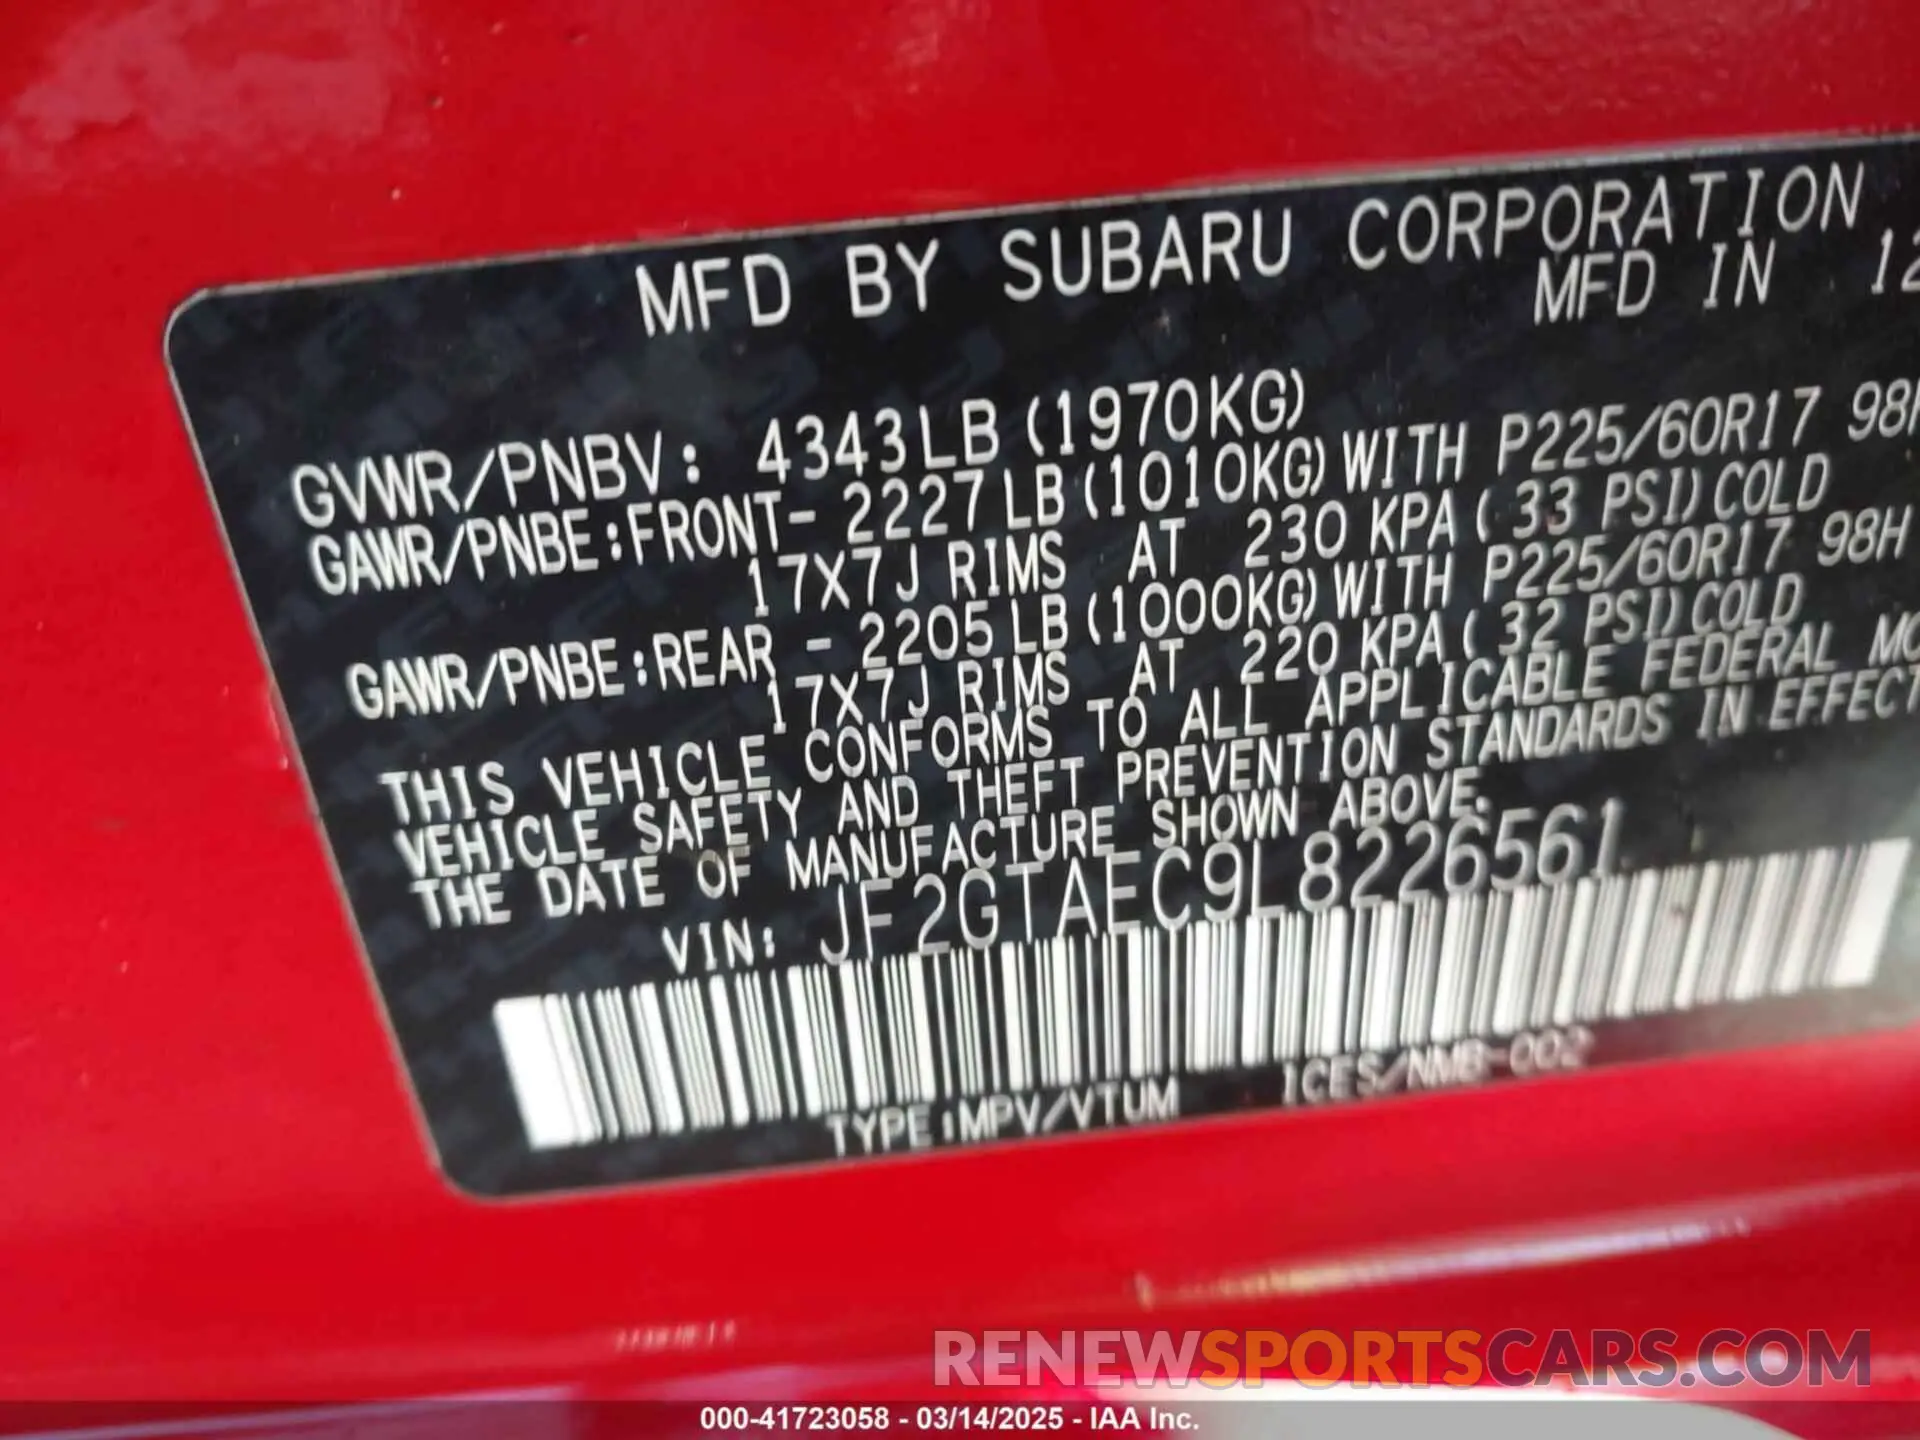 MFD BY SUBARU CORPORATION
MFD IN 12
GVWR/PNBV: 4343LB (1970KG)
GAWR/PNBE:FRONT- 2227LB (1010KG) WITH P225/60R17 98H
17X7J RIMS AT 230 KPA ( 33 PSI) COLD
GAWR/PNBE:REAR - 2205LB (1000KG) WITH P225/60R17 98H
17X7J RIMS AT 220 KPA ( 32 PSI) COLD
THIS VEHICLE CONFORMS TO ALL APPLICABLE FEDERAL MO
VEHICLE SAFETY AND THEFT PREVENTION STANDARDS IN EFFECT
THE DATE OF MANUFACTURE SHOWN ABOVE.
VIN: JF2GTAEC9L8226561
TYPE:MPV/VTUM ICES/NMB-002
RENEWSPORTSCARS.COM
000-41723058 - 03/14/2025 - IAA Inc.